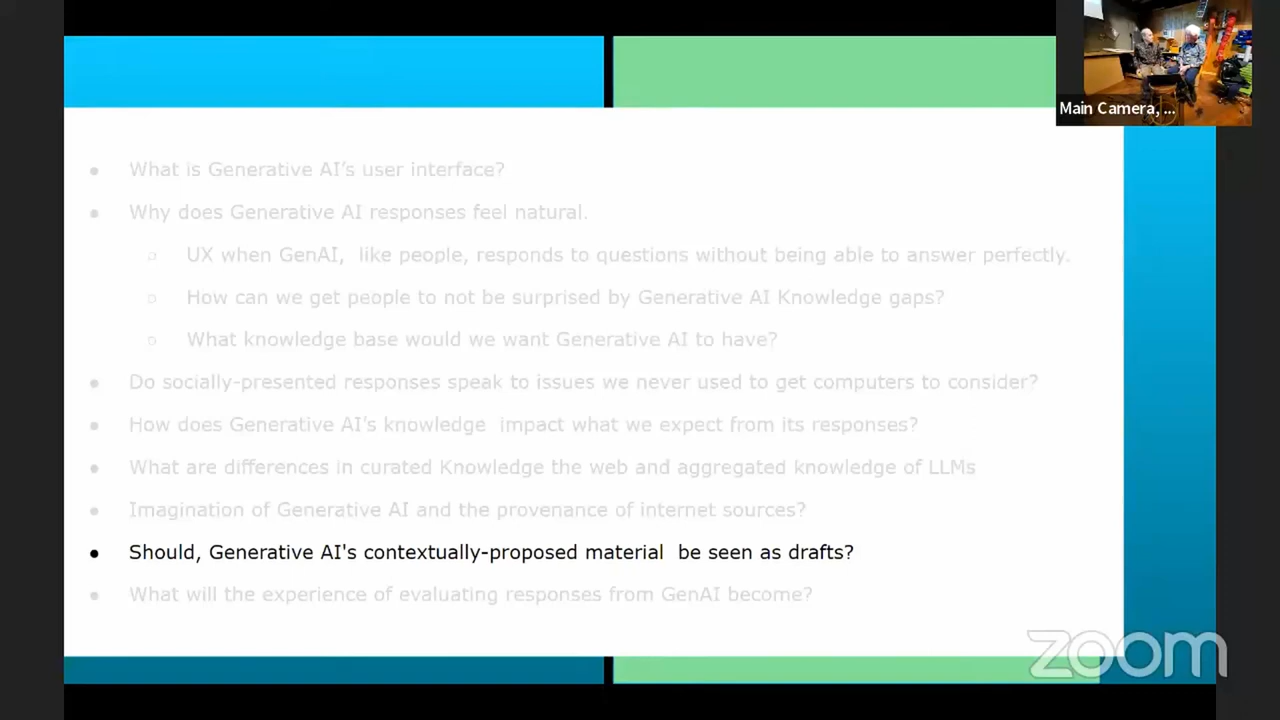 Main Camera, ...
What is Generative AI's user interface?
Why does Generative AI responses feel natural.
UX when GenAI,  like people, responds to questions without being able to answer perfectly.
How can we get people to not be surprised by Generative AI Knowledge gaps?
What knowledge base would we want Generative AI to have?
Do socially-presented responses speak to issues we never used to get computers to consider?
How does Generative AI's knowledge  impact what we expect from its responses?
What are differences in curated Knowledge the web and aggregated knowledge of LLMs
Imagination of Generative AI and the provenance of internet sources?
Should, Generative AI's contextually-proposed material  be seen as drafts?
What will the experience of evaluating responses from GenAI become?
zoom